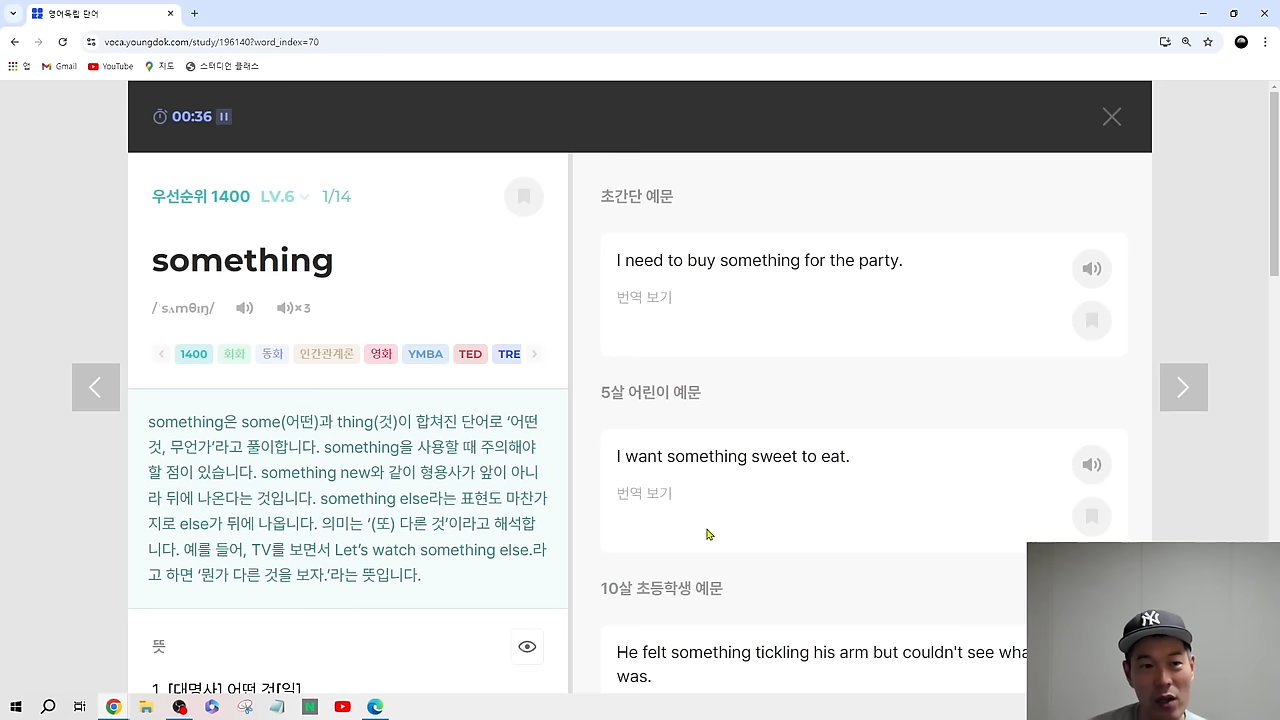 영어독립 단어
voca.youngdok.com/study/196140?word_index=70
앱
Gmail
YouTube
지도
스터디언 클래스
00:36
우선순위 1400 LV.6 1/14
something
/ˈsʌmθɪŋ/ ×3
1400 회화 동화 인간관계론 영화 YMBA TED TRE
something은 some(어떤)과 thing(것)이 합쳐진 단어로 ‘어떤
것, 무언가’라고 풀이합니다. something을 사용할 때 주의해야
할 점이 있습니다. something new와 같이 형용사가 앞이 아니
라 뒤에 나온다는 것입니다. something else라는 표현도 마찬가
지로 else가 뒤에 나옵니다. 의미는 ‘(또) 다른 것’이라고 해석합
니다. 예를 들어, TV를 보면서 Let’s watch something else.라
고 하면 ‘뭔가 다른 것을 보자.’라는 뜻입니다.
뜻
1. [대명사] 어떤 것[일]
초간단 예문
I need to buy something for the party.
번역 보기
5살 어린이 예문
I want something sweet to eat.
번역 보기
10살 초등학생 예문
He felt something tickling his arm but couldn't see wha
was.
NY